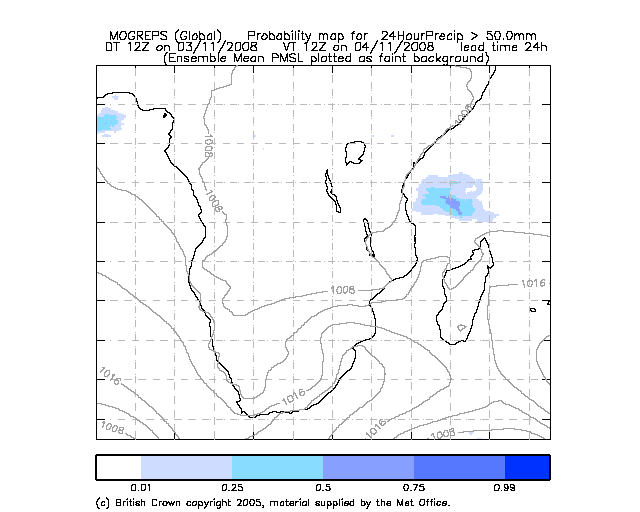 MOGREPS (Global) Probability map for 24HourPrecip > 50.0mm
DT 12Z on 03/11/2008 VT 12Z on 04/11/2008 lead time 24h
(Ensemble Mean PMSL plotted as faint background)
1008
1008
1008
1008
1016
1016
1016
1016
1008
1008
0.01 0.25 0.5 0.75 0.99
(c) British Crown copyright 2005, material supplied by the Met Office.